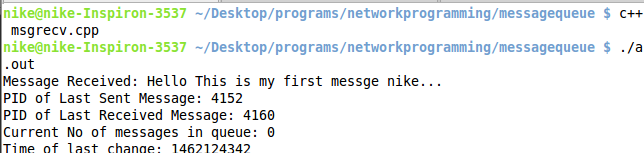 nike@nike-Inspiron-3537 ~/Desktop/programs/networkprogramming/messagequeue $ c++
 msgrecv.cpp
nike@nike-Inspiron-3537 ~/Desktop/programs/networkprogramming/messagequeue $ ./a
.out
Message Received: Hello This is my first messge nike...
PID of Last Sent Message: 4152
PID of Last Received Message: 4160
Current No of messages in queue: 0
Time of last change: 1462124342